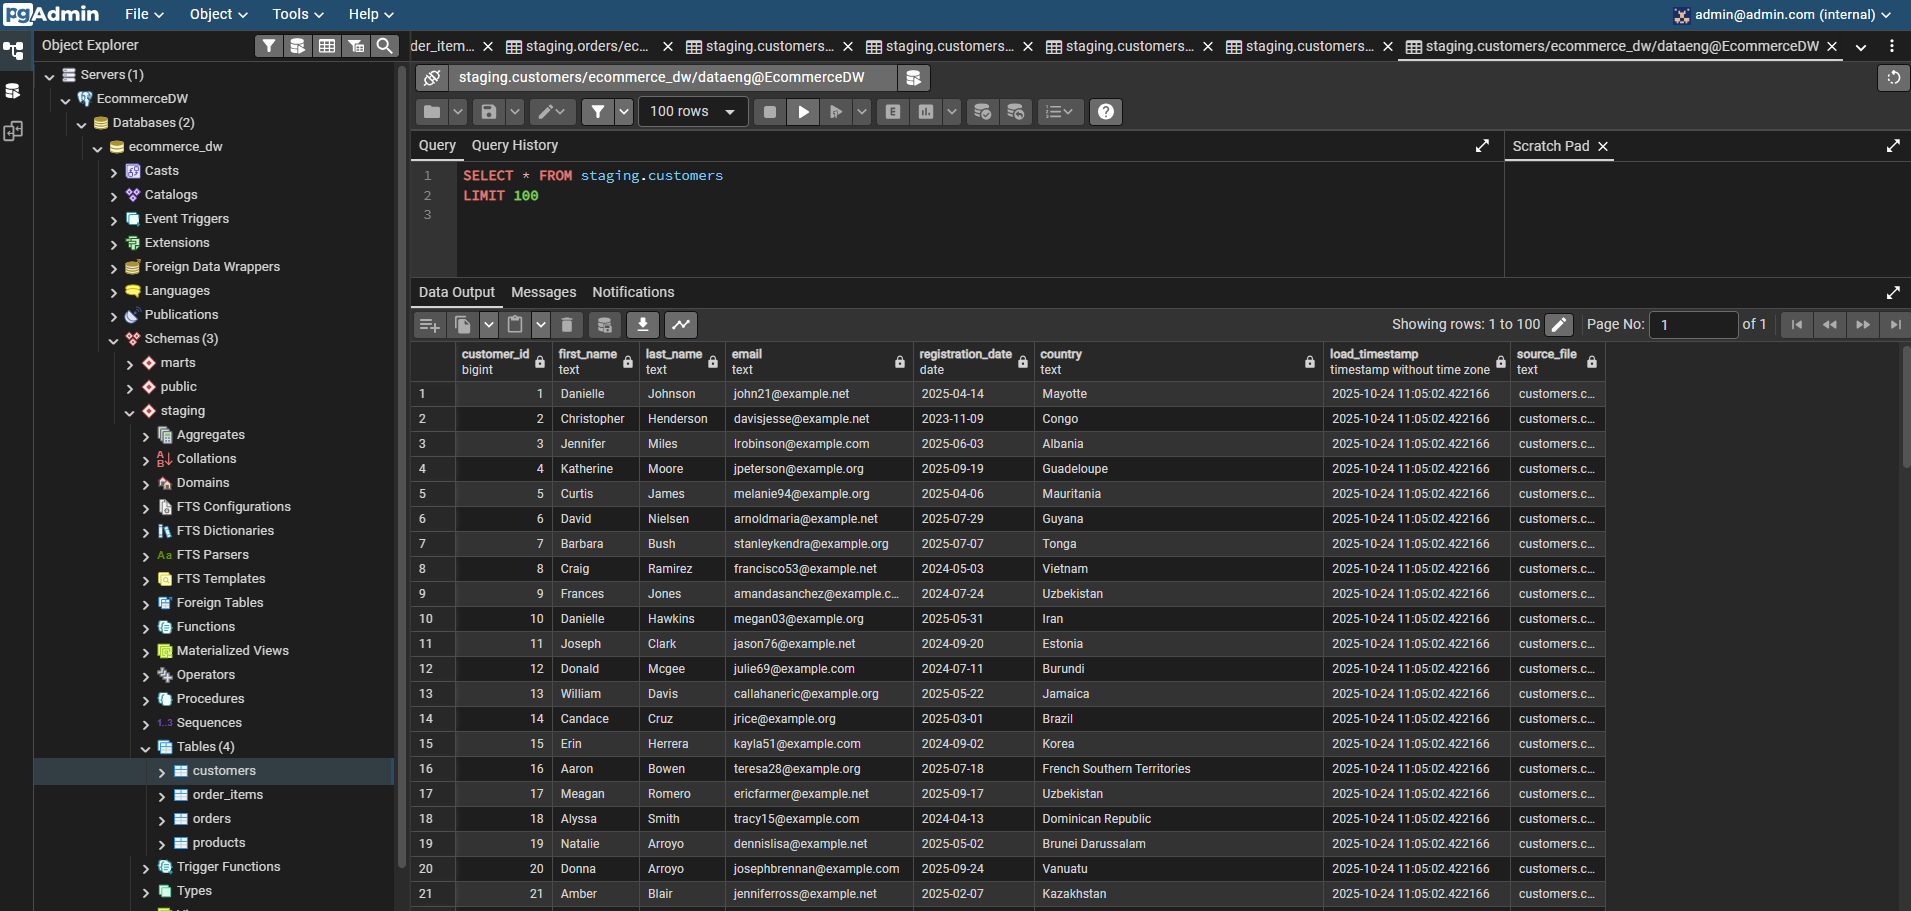 pgAdmin File Object Tools Help admin@admin.com (internal)
Object Explorer
der_item... staging.orders/ec... staging.customers... staging.customers... staging.customers... staging.customers... staging.customers/ecommerce_dw/dataeng@EcommerceDW
Servers (1)
EcommerceDW
Databases (2)
ecommerce_dw
Casts
Catalogs
Event Triggers
Extensions
Foreign Data Wrappers
Languages
Publications
Schemas (3)
marts
public
staging
Aggregates
Collations
Domains
FTS Configurations
FTS Dictionaries
FTS Parsers
FTS Templates
Foreign Tables
Functions
Materialized Views
Operators
Procedures
1..3 Sequences
Tables (4)
customers
order_items
orders
products
Trigger Functions
Types
staging.customers/ecommerce_dw/dataeng@EcommerceDW
100 rows
Query Query History
Scratch Pad
1 SELECT * FROM staging.customers
2 LIMIT 100
3
Data Output Messages Notifications
Showing rows: 1 to 100 Page No: 1 of 1
customer_id first_name last_name email registration_date country load_timestamp source_file
bigint text text text date text timestamp without time zone text
1 1 Danielle Johnson john21@example.net 2025-04-14 Mayotte 2025-10-24 11:05:02.422166 customers.c...
2 2 Christopher Henderson davisjesse@example.net 2023-11-09 Congo 2025-10-24 11:05:02.422166 customers.c...
3 3 Jennifer Miles lrobinson@example.com 2025-06-03 Albania 2025-10-24 11:05:02.422166 customers.c...
4 4 Katherine Moore jpeterson@example.org 2025-09-19 Guadeloupe 2025-10-24 11:05:02.422166 customers.c...
5 5 Curtis James melanie94@example.org 2025-04-06 Mauritania 2025-10-24 11:05:02.422166 customers.c...
6 6 David Nielsen arnoldmaria@example.net 2025-07-29 Guyana 2025-10-24 11:05:02.422166 customers.c...
7 7 Barbara Bush stanleykendra@example.org 2025-07-07 Tonga 2025-10-24 11:05:02.422166 customers.c...
8 8 Craig Ramirez francisco53@example.net 2024-05-03 Vietnam 2025-10-24 11:05:02.422166 customers.c...
9 9 Frances Jones amandasanchez@example.c... 2024-07-24 Uzbekistan 2025-10-24 11:05:02.422166 customers.c...
10 10 Danielle Hawkins megan03@example.org 2025-05-31 Iran 2025-10-24 11:05:02.422166 customers.c...
11 11 Joseph Clark jason76@example.net 2024-09-20 Estonia 2025-10-24 11:05:02.422166 customers.c...
12 12 Donald Mcgee julie69@example.com 2024-07-11 Burundi 2025-10-24 11:05:02.422166 customers.c...
13 13 William Davis callahaneric@example.org 2025-05-22 Jamaica 2025-10-24 11:05:02.422166 customers.c...
14 14 Candace Cruz jrice@example.org 2025-03-01 Brazil 2025-10-24 11:05:02.422166 customers.c...
15 15 Erin Herrera kayla51@example.com 2024-09-02 Korea 2025-10-24 11:05:02.422166 customers.c...
16 16 Aaron Bowen teresa28@example.org 2025-07-18 French Southern Territories 2025-10-24 11:05:02.422166 customers.c...
17 17 Meagan Romero ericfarmer@example.net 2025-09-17 Uzbekistan 2025-10-24 11:05:02.422166 customers.c...
18 18 Alyssa Smith tracy15@example.com 2024-04-13 Dominican Republic 2025-10-24 11:05:02.422166 customers.c...
19 19 Natalie Arroyo dennislisa@example.net 2025-05-02 Brunei Darussalam 2025-10-24 11:05:02.422166 customers.c...
20 20 Donna Arroyo josephbrennan@example.com 2025-09-24 Vanuatu 2025-10-24 11:05:02.422166 customers.c...
21 21 Amber Blair jenniferross@example.net 2025-02-07 Kazakhstan 2025-10-24 11:05:02.422166 customers.c...